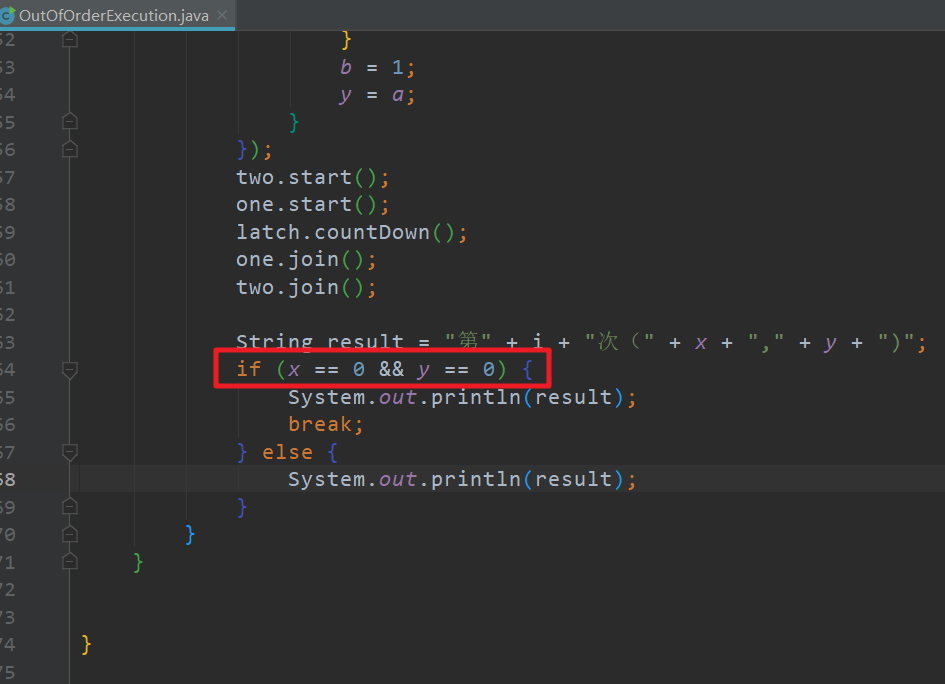 OutOfOrderExecution.java
52 }
53 b = 1;
54 y = a;
55 }
56 });
57 two.start();
58 one.start();
59 latch.countDown();
60 one.join();
61 two.join();
62
63 String result = "第" + i + "次（" + x + "," + y + ")";
64 if (x == 0 && y == 0) {
65 System.out.println(result);
66 break;
67 } else {
68 System.out.println(result);
69 }
70 }
71 }
72
73
74 }
75